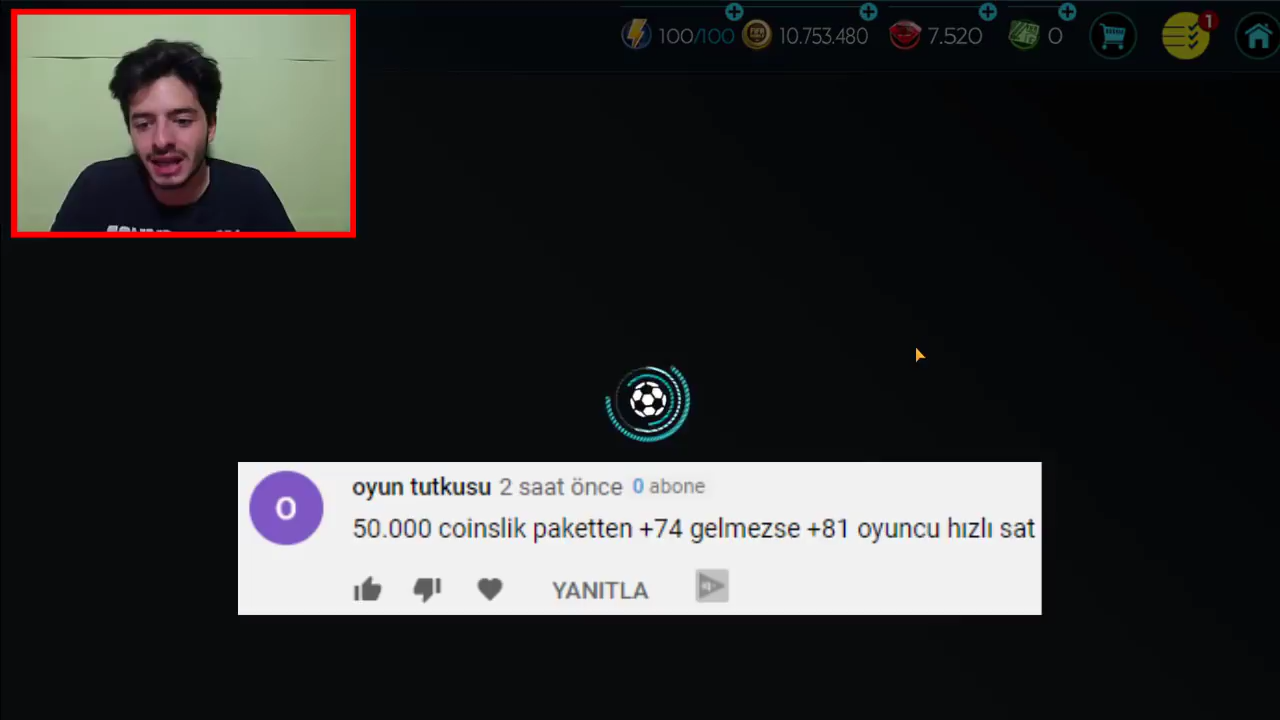 100/100 10.753.480 7.520 0 1
oyun tutkusu 2 saat önce 0 abone
50.000 coinslik paketten +74 gelmezse +81 oyuncu hızlı sat
YANITLA
O